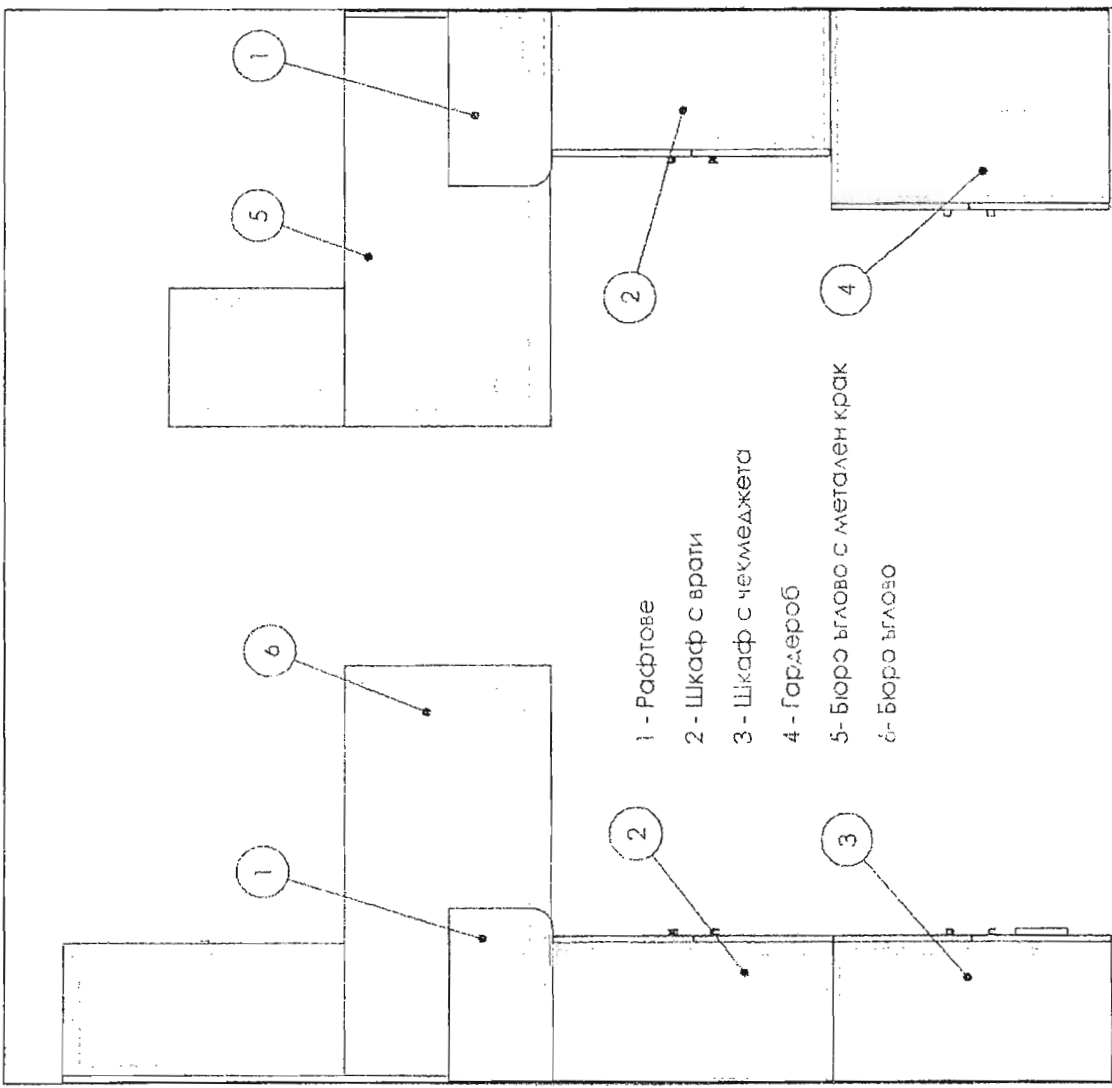 1
5
6
1
1 - Рафтове
2 - Шкаф с врати
3 - Шкаф с чекмеджета
4 - Гардероб
5- Бюро ъглово с метален крак
6- Бюро ъглово
2
2
3
4